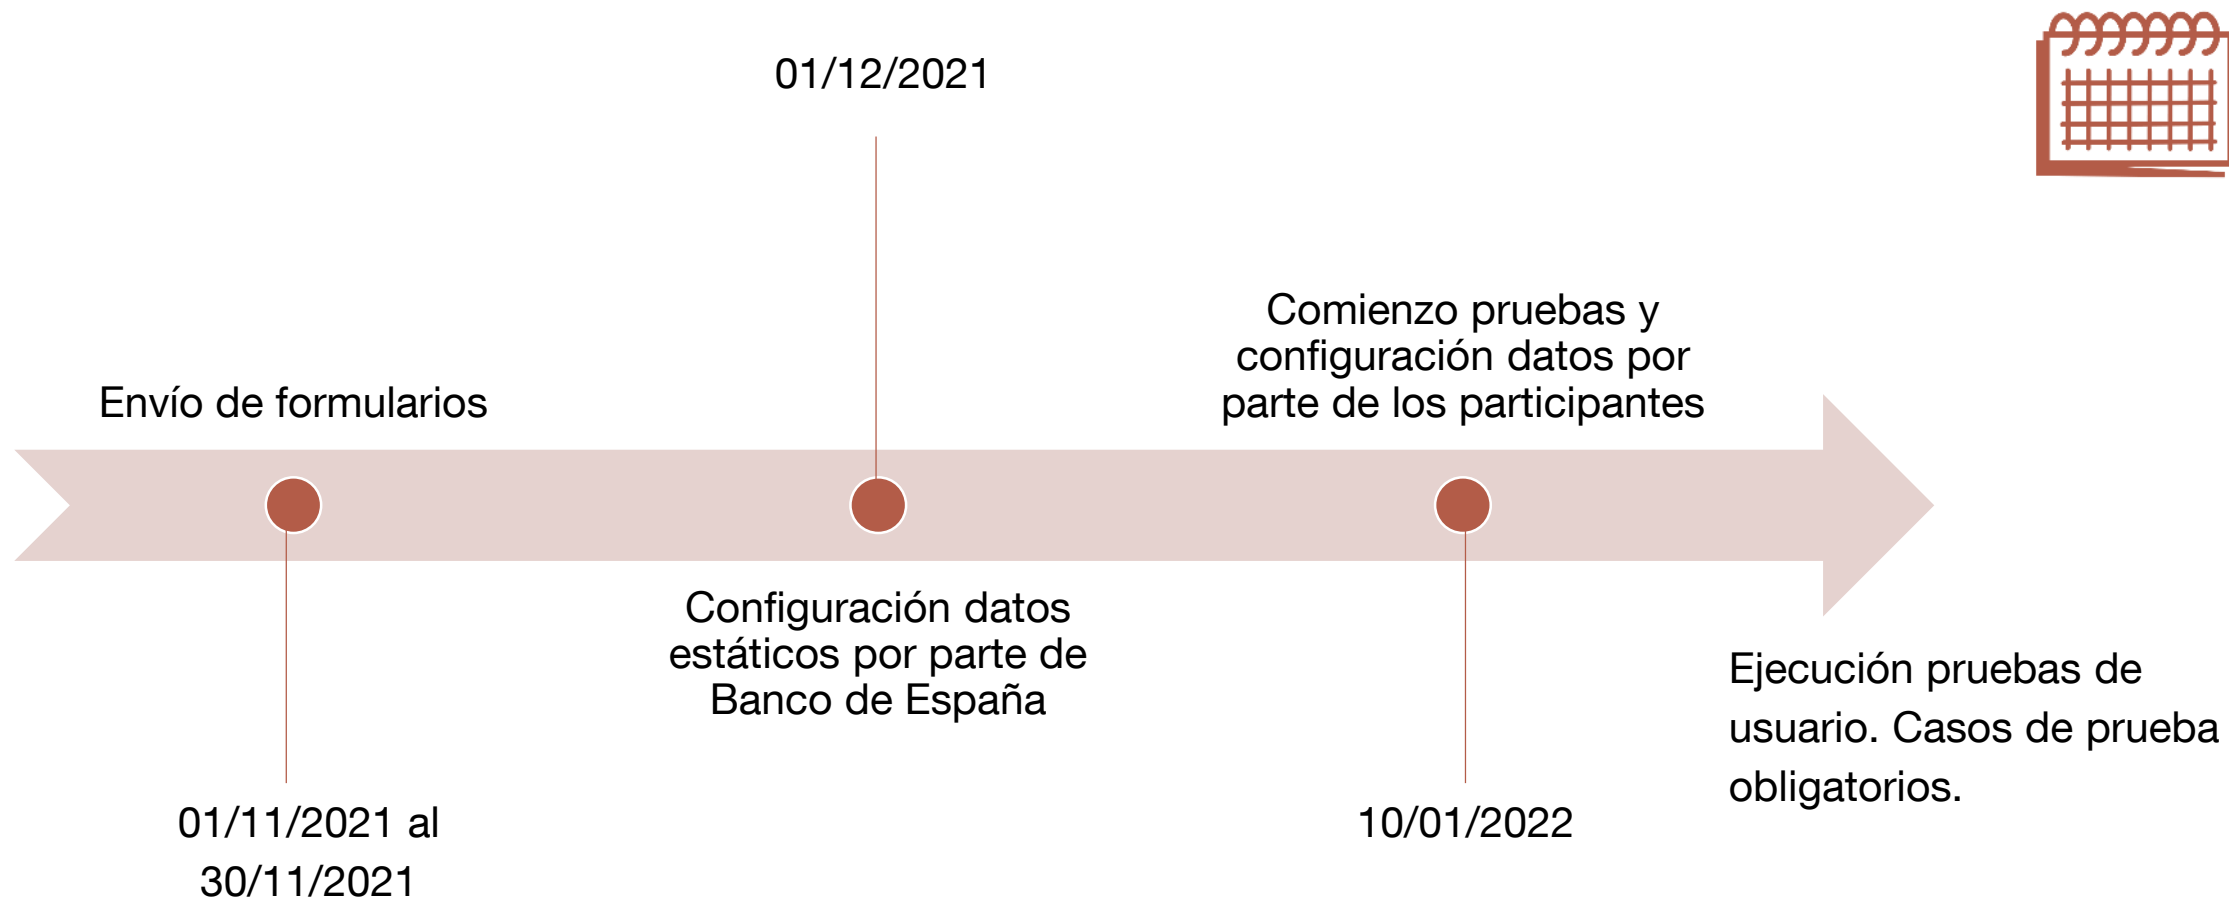 01/12/2021
Envío de formularios
Comienzo pruebas y
configuración datos por
parte de los participantes
Configuración datos
estáticos por parte de
Banco de España
Ejecución pruebas de
usuario. Casos de prueba
obligatorios.
01/11/2021 al
30/11/2021
10/01/2022